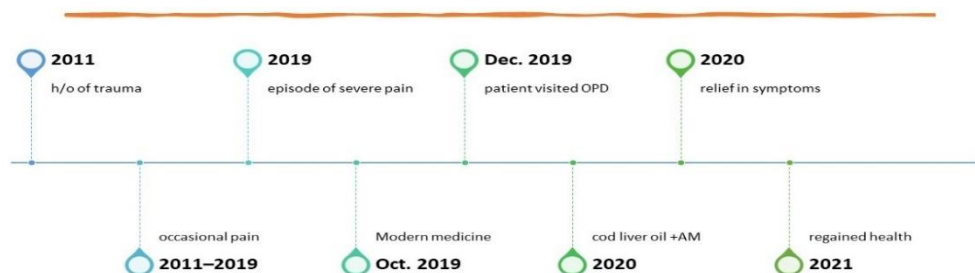 2011
h/o of trauma
2019
episode of severe pain
Dec. 2019
patient visited OPD
2020
relief in symptoms
occasional pain
2011–2019
Modern medicine
Oct. 2019
cod liver oil +AM
2020
regained health
2021